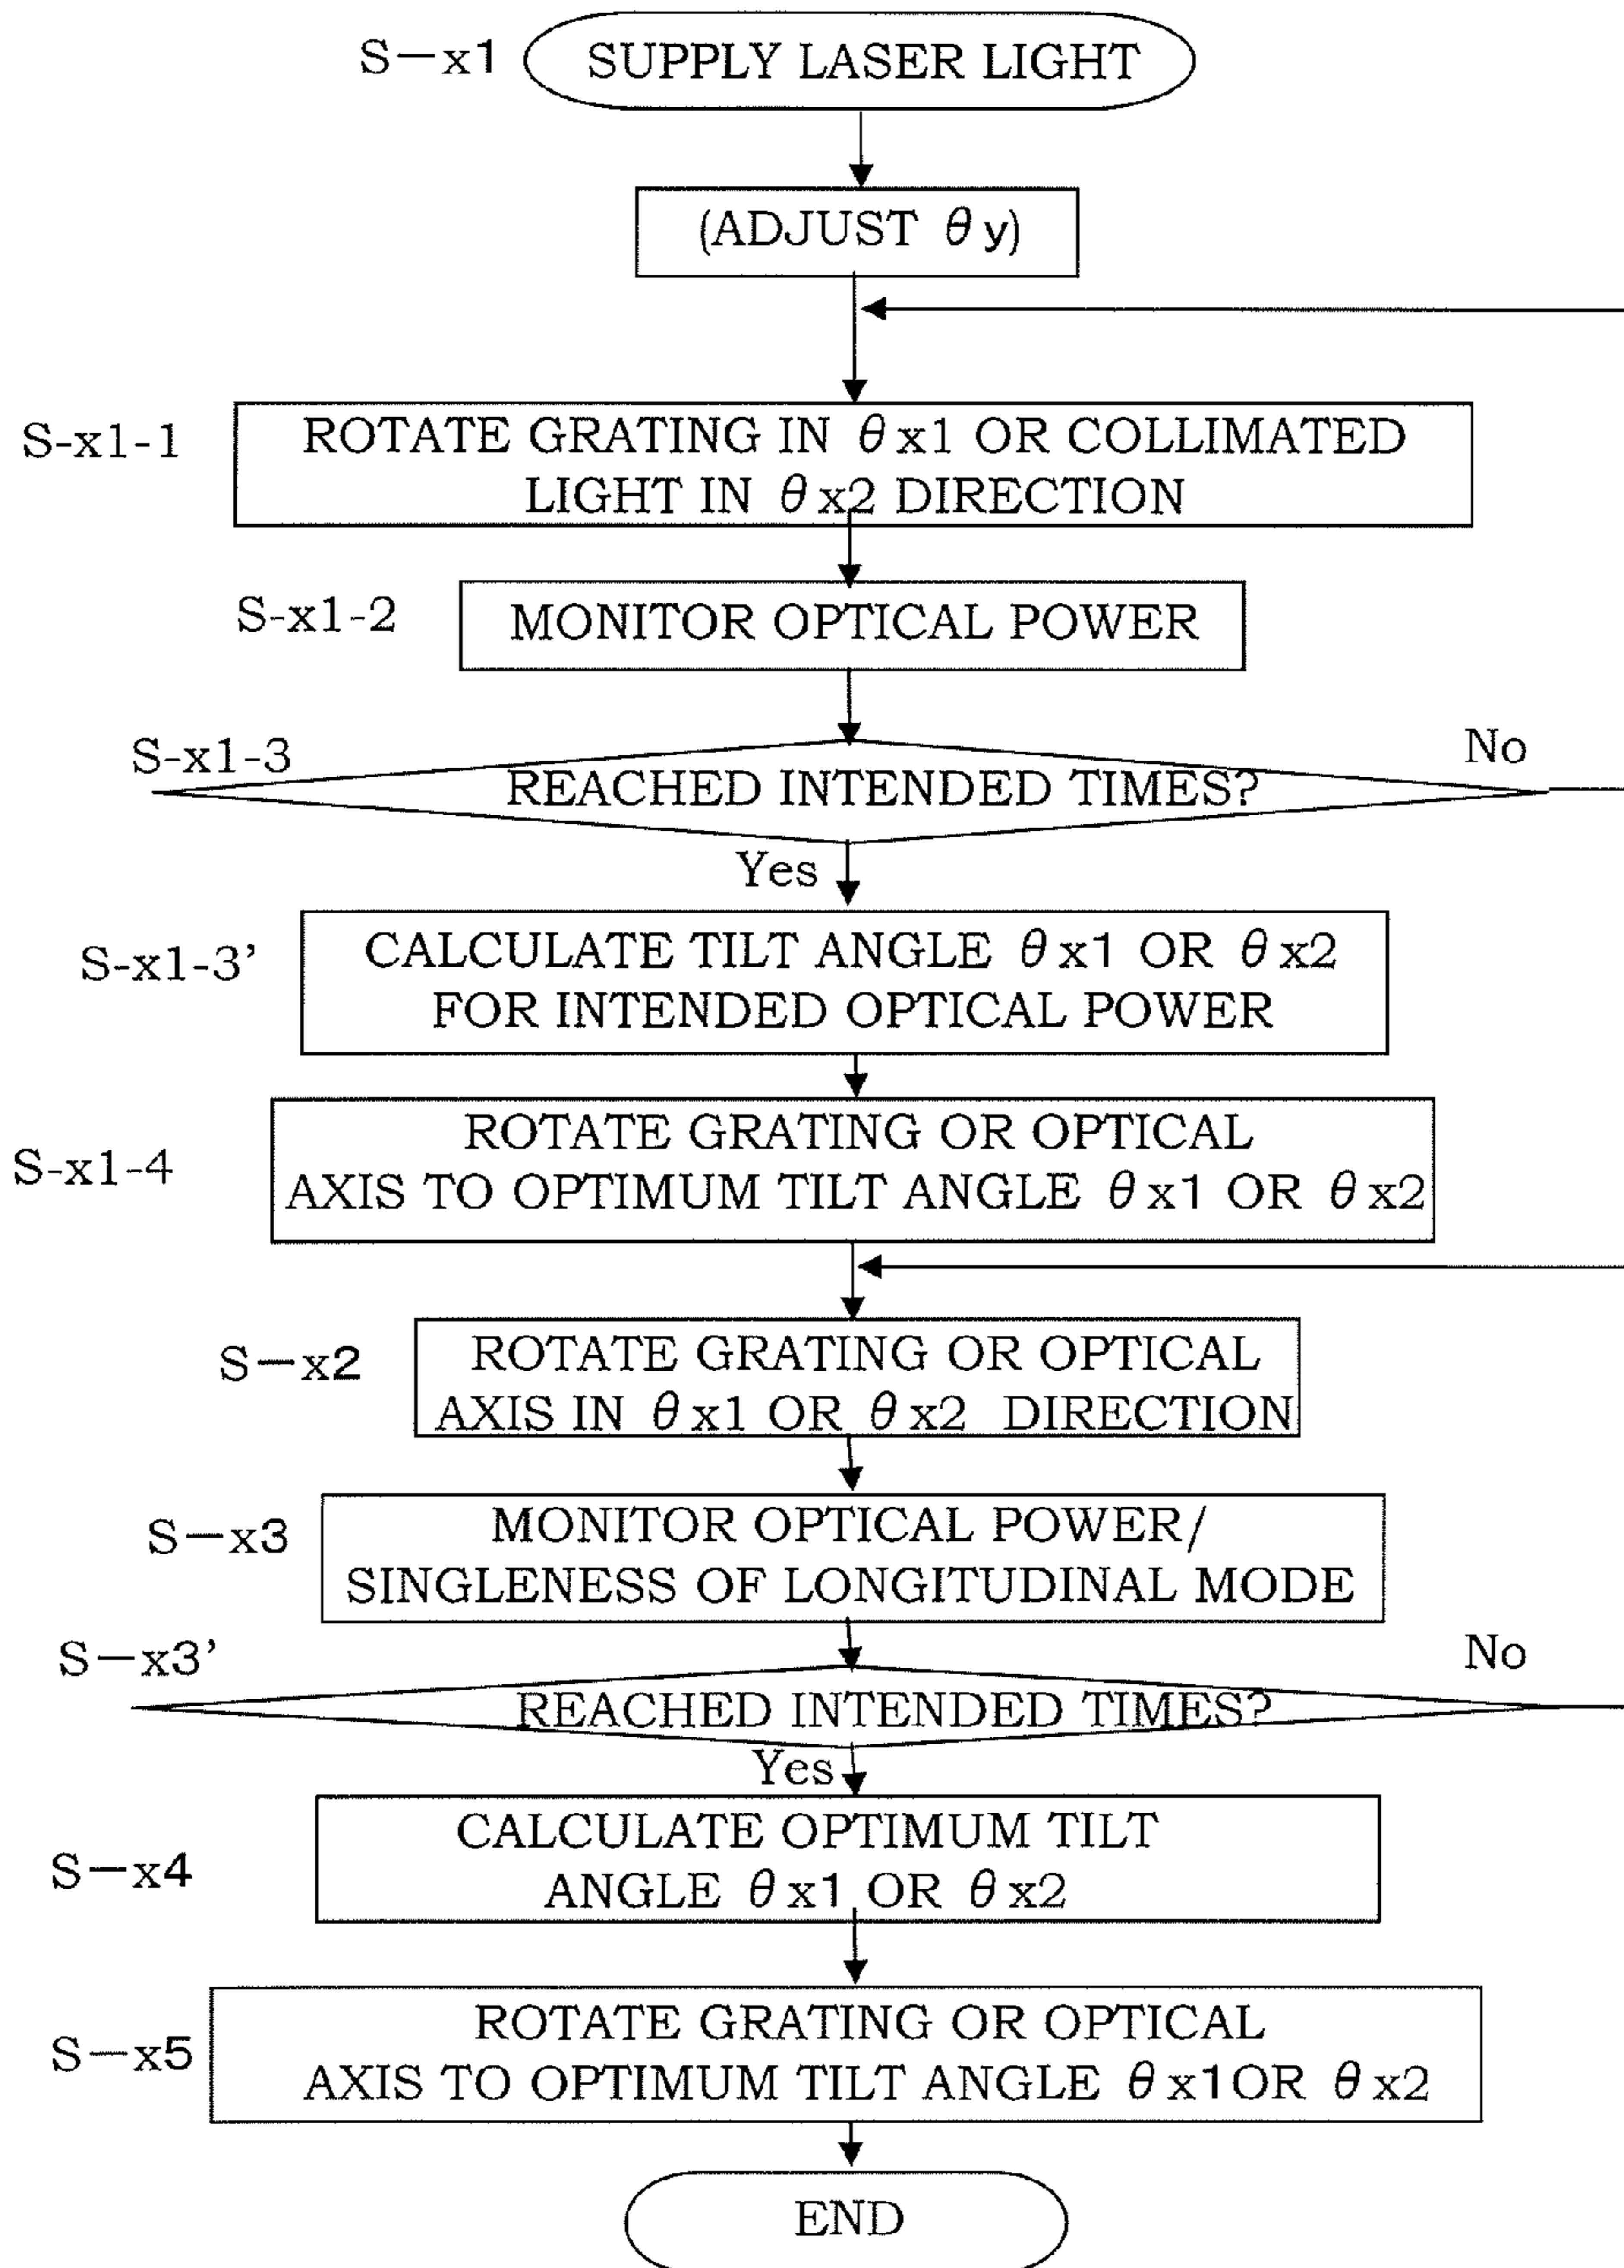 S－x1 SUPPLY LASER LIGHT
(ADJUST θy)
S-x1-1
ROTATE GRATING IN θx1 OR COLLIMATED
LIGHT IN θx2 DIRECTION
S-x1-2 MONITOR OPTICAL POWER
S-x1-3
REACHED INTENDED TIMES?
No
Yes
S-x1-3'
CALCULATE TILT ANGLE θx1 OR θx2
FOR INTENDED OPTICAL POWER
S-x1-4
ROTATE GRATING OR OPTICAL
AXIS TO OPTIMUM TILT ANGLE θx1 OR θx2
S－x2
ROTATE GRATING OR OPTICAL
AXIS IN θx1 OR θx2 DIRECTION
S－x3
MONITOR OPTICAL POWER/
SINGLENESS OF LONGITUDINAL MODE
S－x3'
REACHED INTENDED TIMES?
No
Yes
S－x4
CALCULATE OPTIMUM TILT
ANGLE θx1 OR θx2
S－x5
ROTATE GRATING OR OPTICAL
AXIS TO OPTIMUM TILT ANGLE θx1OR θx2
END